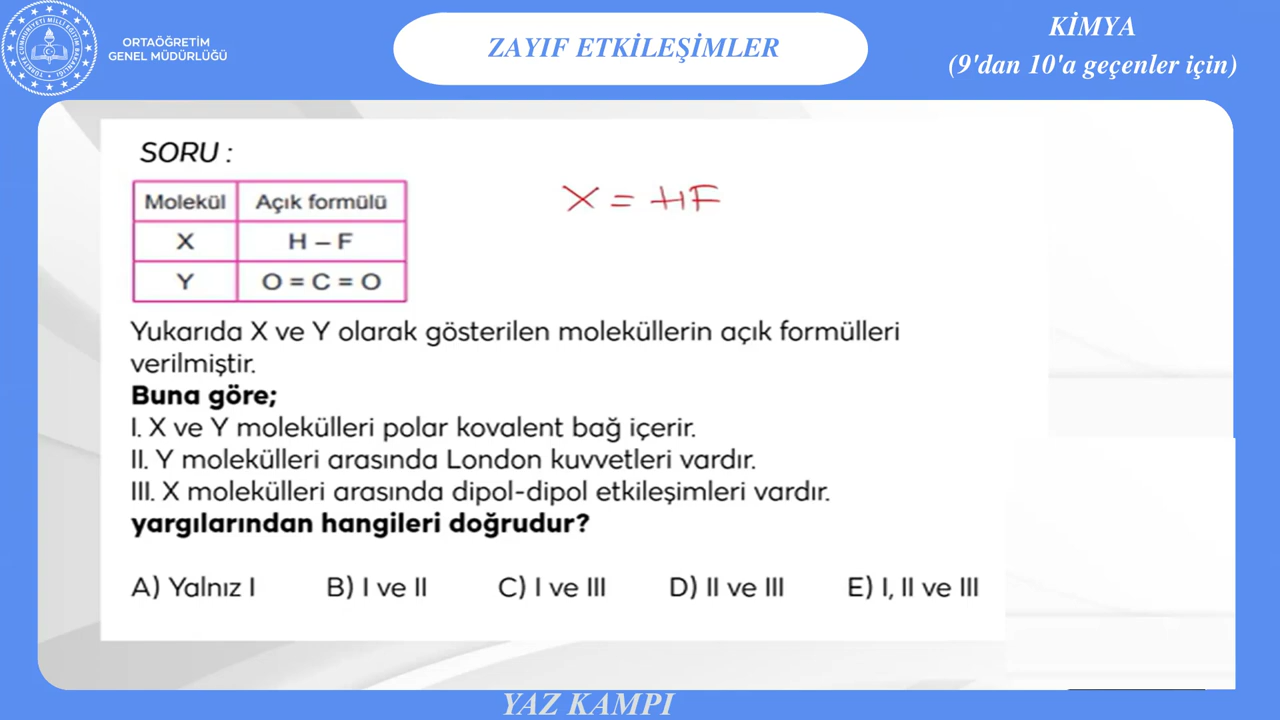 ORTAÖĞRETİM
GENEL MÜDÜRLÜĞÜ
ZAYIF ETKİLEŞİMLER
KİMYA
(9'dan 10'a geçenler için)
SORU :
Molekül Açık formülü
X H – F
Y O = C = O
X = HF
Yukarıda X ve Y olarak gösterilen moleküllerin açık formülleri
verilmiştir.
Buna göre;
I. X ve Y molekülleri polar kovalent bağ içerir.
II. Y molekülleri arasında London kuvvetleri vardır.
III. X molekülleri arasında dipol-dipol etkileşimleri vardır.
yargılarından hangileri doğrudur?
A) Yalnız I B) I ve II C) I ve III D) II ve III E) I, II ve III
YAZ KAMPI